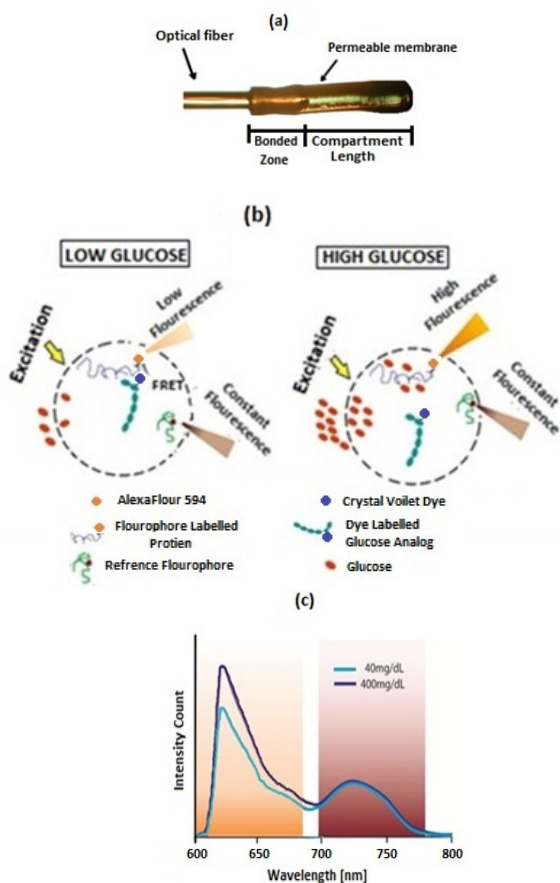 (a)
Optical fiber
Permeable membrane
Bonded
Zone
Compartment
Length
(b)
LOW GLUCOSE
HIGH GLUCOSE
Excitation
Low
Flourescence
FRET
Constant
Flourescence
Excitation
High
Flourescence
Constant
Flourescence
AlexaFlour 594
Flourophore Labelled
Protien
Refrence Flourophore
Crystal Voilet Dye
Dye Labelled
Glucose Analog
Glucose
(c)
Intensity Count
40mg/dL
400mg/dL
600 650 700 750 800
Wavelength [nm]